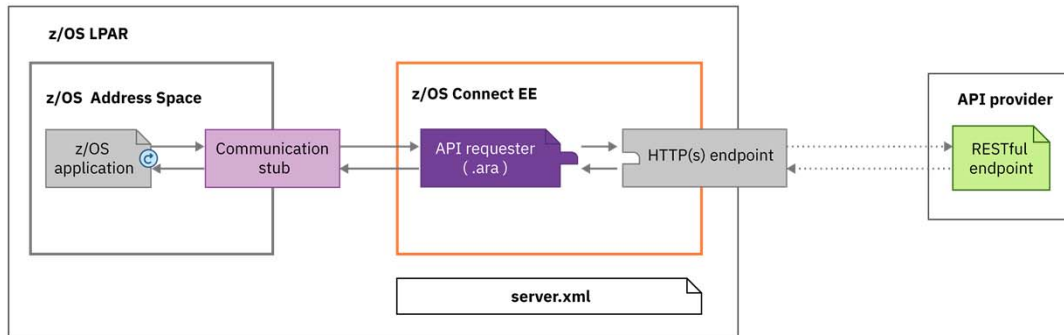 z/OS LPAR
z/OS Address Space
z/OS Connect EE
API provider
z/OS
application
Communication
stub
API requester
( .ara )
HTTP(s) endpoint
RESTful
endpoint
server.xml